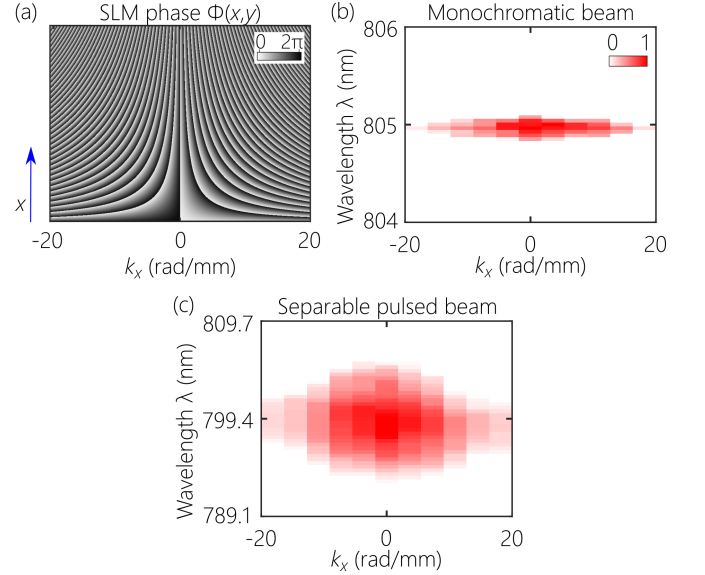 (a) SLM phase Φ(x,y)
0 2π
x
-20 0 20
kₓ (rad/mm)
(b) Monochromatic beam
0 1
806
805
804
Wavelength λ (nm)
-20 0 20
kₓ (rad/mm)
(c) Separable pulsed beam
809.7
799.4
789.1
Wavelength λ (nm)
-20 0 20
kₓ (rad/mm)